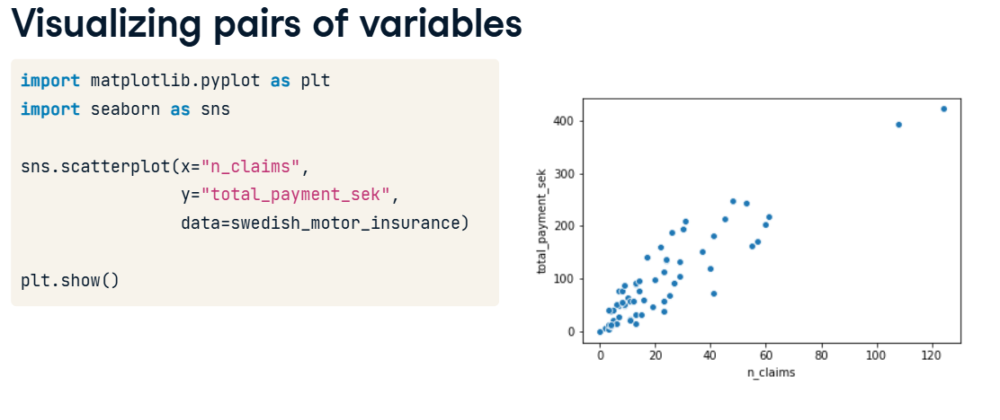 Visualizing pairs of variables
import matplotlib.pyplot as plt
import seaborn as sns
sns.scatterplot(x="n_claims",
y="total_payment_sek",
data=swedish_motor_insurance)
plt.show()
total_payment_sek
400
300
200
100
0
0 20 40 60 80 100 120
n_claims